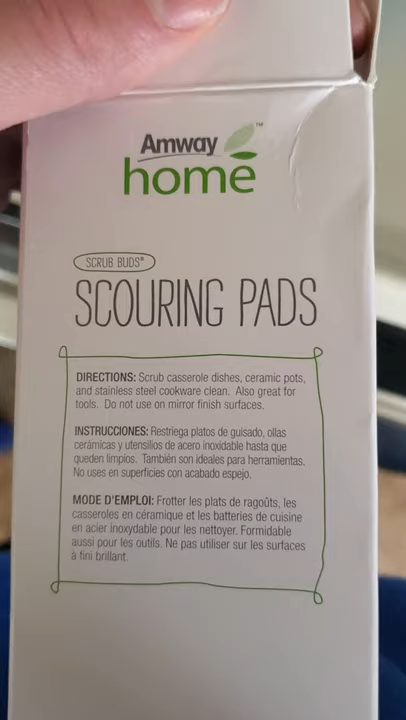 Amway™
home
SCRUB BUDS®
SCOURING PADS
DIRECTIONS: Scrub casserole dishes, ceramic pots,
and stainless steel cookware clean. Also great for
tools. Do not use on mirror finish surfaces.
INSTRUCCIONES: Restriega platos de guisado, ollas
cerámicas y utensilios de acero inoxidable hasta que
queden limpios. También son ideales para herramientas.
No uses en superficies con acabado espejo.
MODE D'EMPLOI: Frotter les plats de ragoûts, les
casseroles en céramique et les batteries de cuisine
en acier inoxydable pour les nettoyer. Formidable
aussi pour les outils. Ne pas utiliser sur les surfaces
à fini brillant.